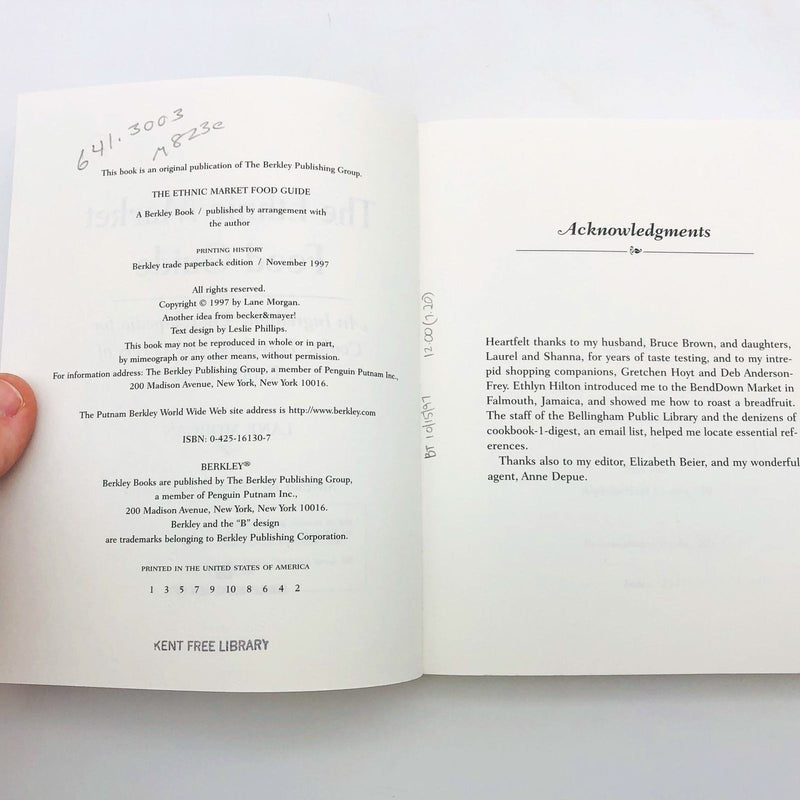 641.3003
M823e
This book is an original publication of The Berkley Publishing Group.
THE ETHNIC MARKET FOOD GUIDE
A Berkley Book / published by arrangement with
the author
PRINTING HISTORY
Berkley trade paperback edition / November 1997
All rights reserved.
Copyright © 1997 by Lane Morgan.
Another idea from becker&mayer!
Text design by Leslie Phillips.
This book may not be reproduced in whole or in part,
by mimeograph or any other means, without permission.
For information address: The Berkley Publishing Group, a member of Penguin Putnam Inc.,
200 Madison Avenue, New York, New York 10016.
The Putnam Berkley World Wide Web site address is http://www.berkley.com
ISBN: 0-425-16130-7
BERKLEY®
Berkley Books are published by The Berkley Publishing Group,
a member of Penguin Putnam Inc.,
200 Madison Avenue, New York, New York 10016.
Berkley and the "B" design
are trademarks belonging to Berkley Publishing Corporation.
PRINTED IN THE UNITED STATES OF AMERICA
1 3 5 7 9 10 8 6 4 2
KENT FREE LIBRARY
BT 10/15/97 12.00 (7.20)
Acknowledgments
Heartfelt thanks to my husband, Bruce Brown, and daughters,
Laurel and Shanna, for years of taste testing, and to my intre-
pid shopping companions, Gretchen Hoyt and Deb Anderson-
Frey. Ethlyn Hilton introduced me to the BendDown Market in
Falmouth, Jamaica, and showed me how to roast a breadfruit.
The staff of the Bellingham Public Library and the denizens of
cookbook-1-digest, an email list, helped me locate essential ref-
erences.
Thanks also to my editor, Elizabeth Beier, and my wonderful
agent, Anne Depue.